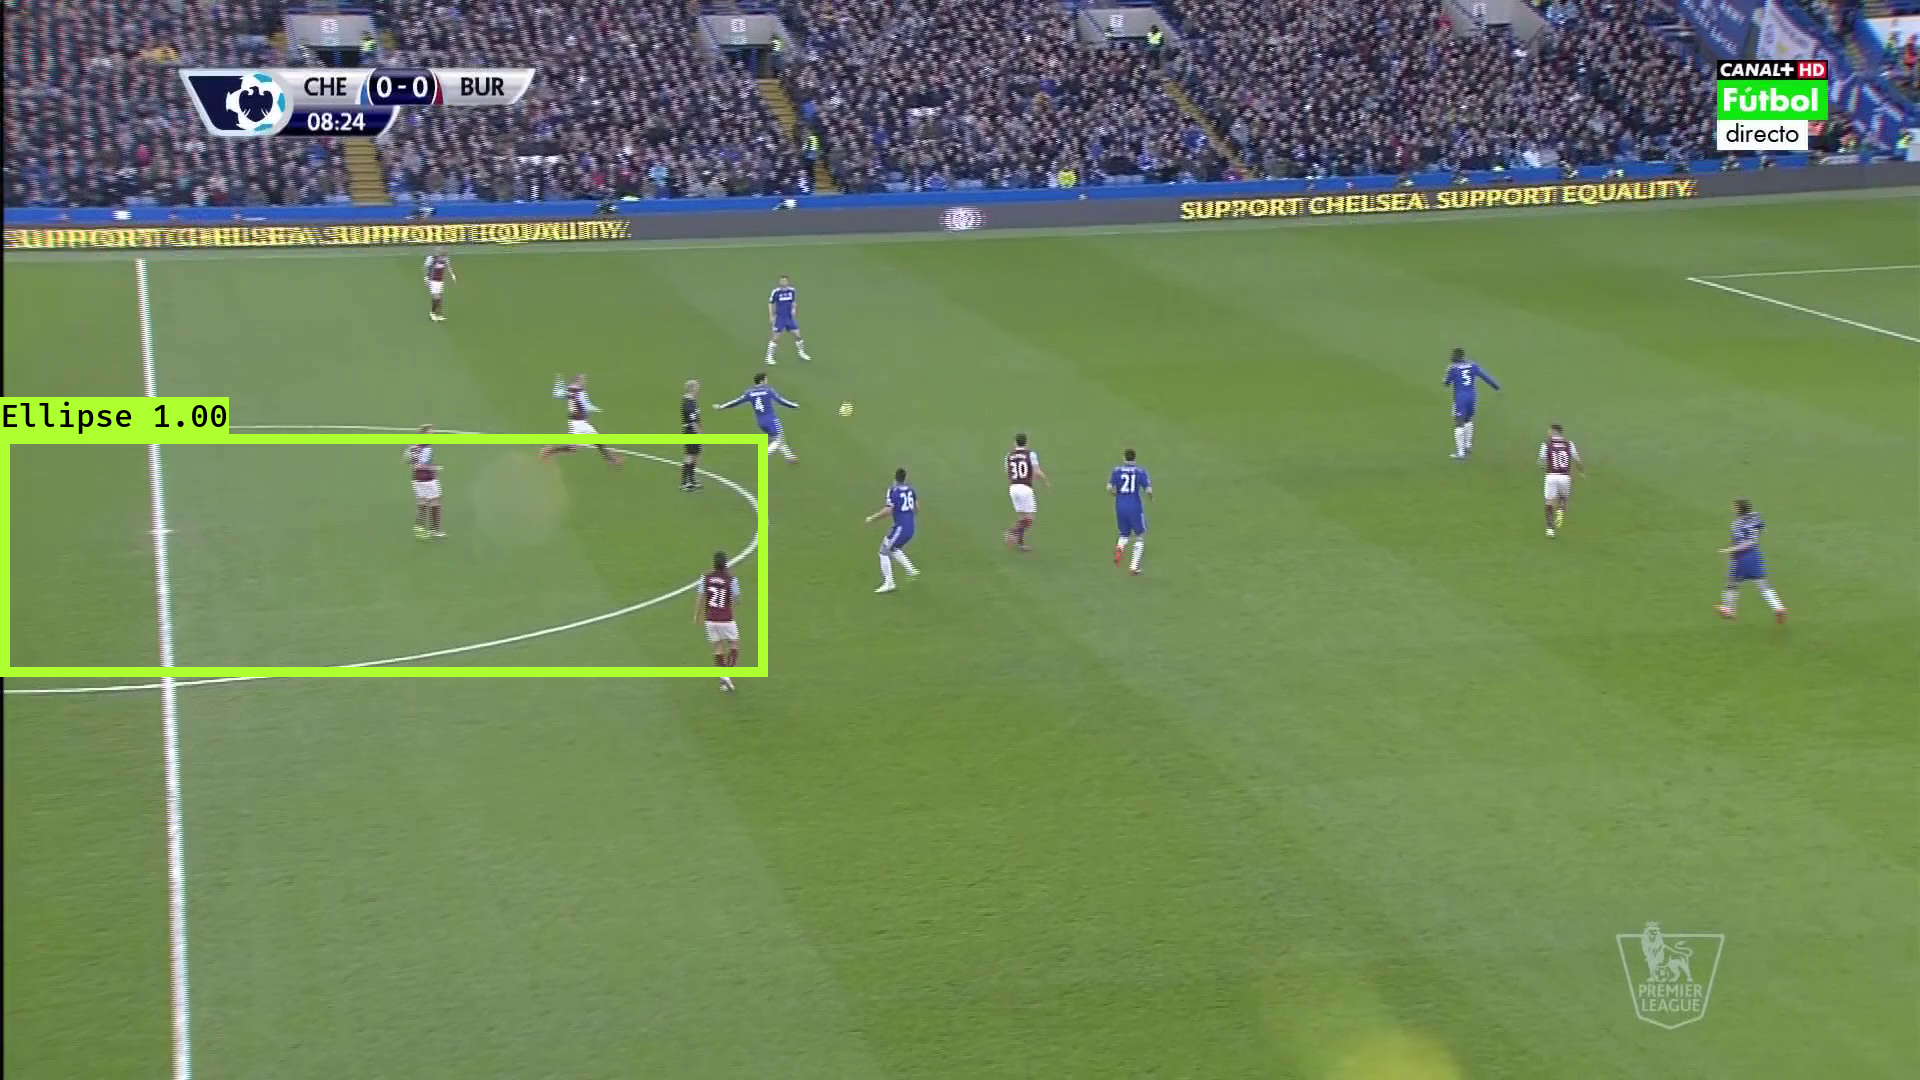 CHE 0-0 BUR
08:24
CANAL+ HD
Fútbol
directo
SUPPORT CHELSEA. SUPPORT EQUALITY.
SUPPORT CHELSEA. SUPPORT EQUALITY.
Ellipse 1.00
4
5
26
30
21
10
21
PREMIER
LEAGUE